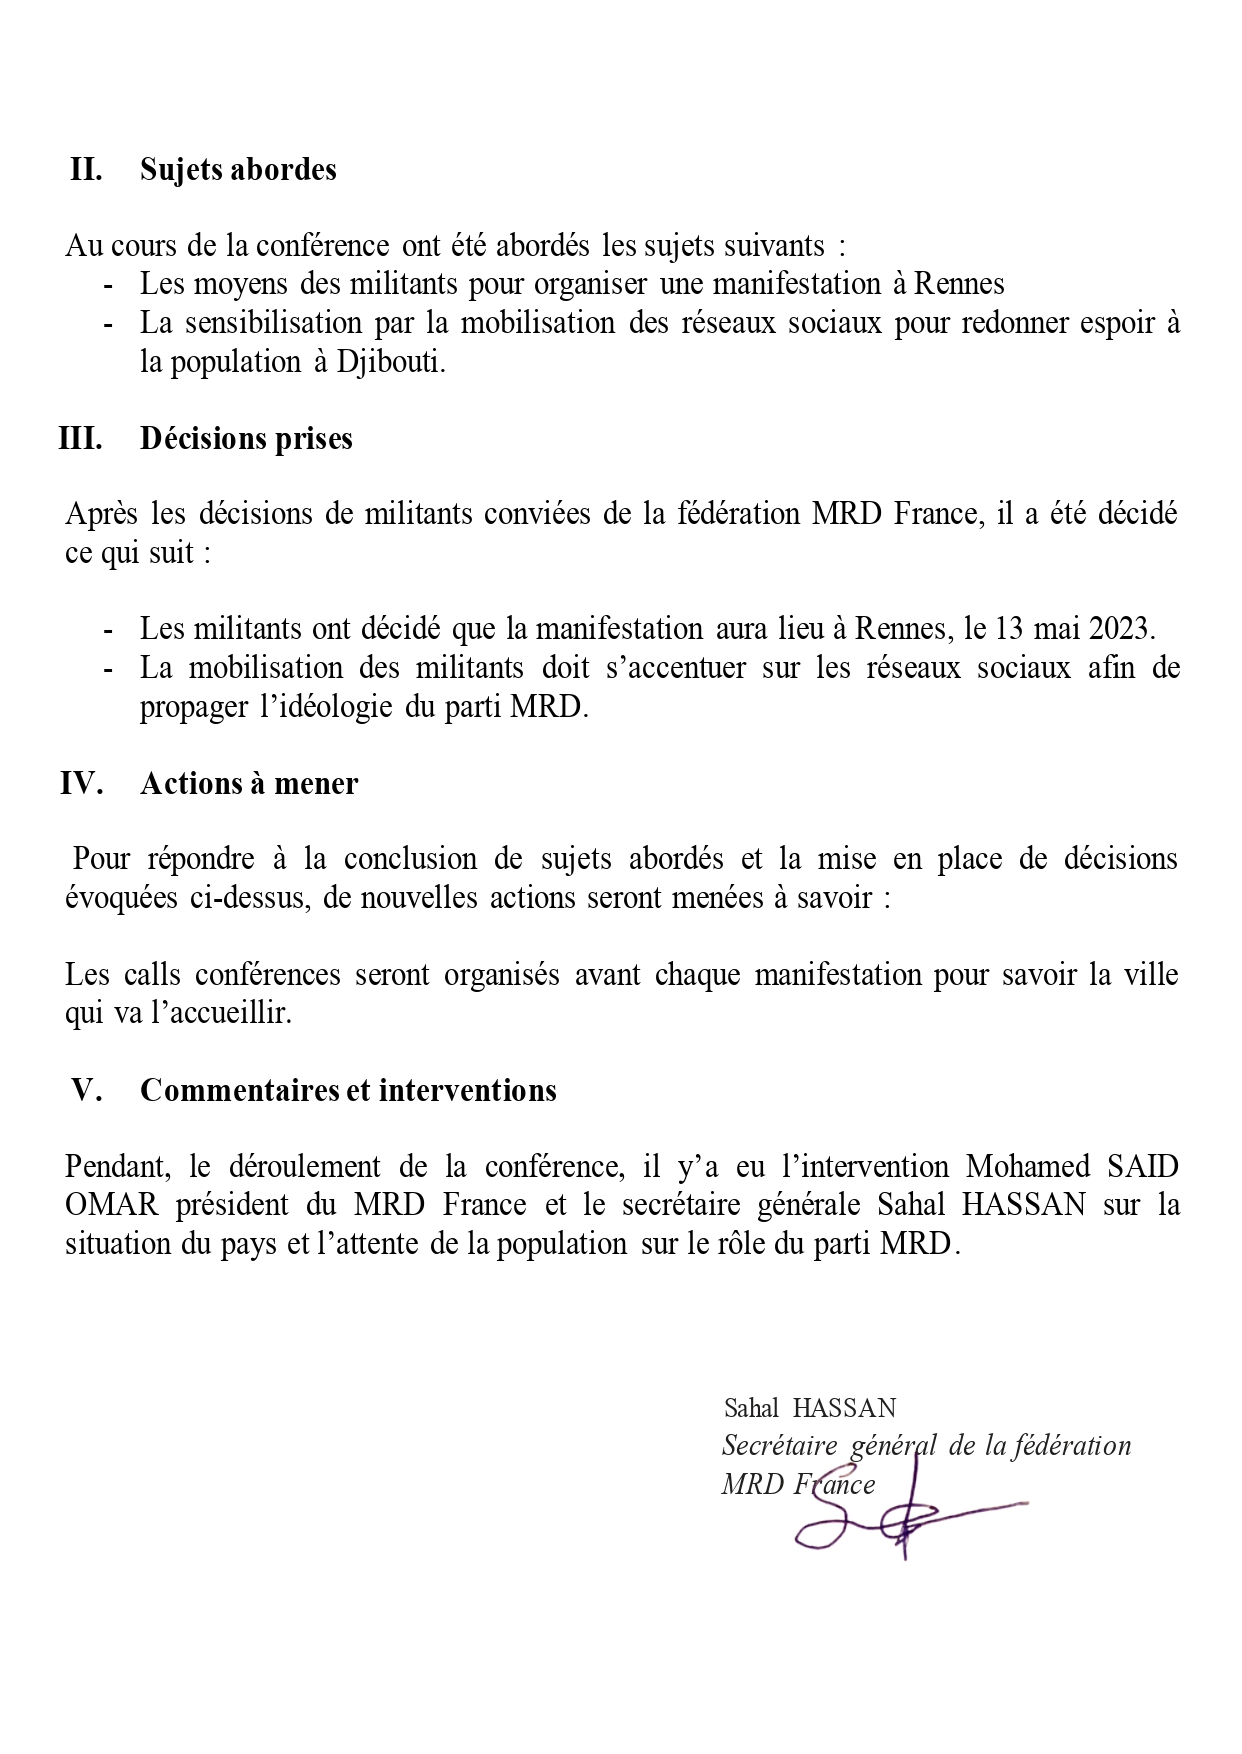 II. Sujets abordes
Au cours de la conférence ont été abordés les sujets suivants :
- Les moyens des militants pour organiser une manifestation à Rennes
- La sensibilisation par la mobilisation des réseaux sociaux pour redonner espoir à
la population à Djibouti.
III. Décisions prises
Après les décisions de militants conviées de la fédération MRD France, il a été décidé
ce qui suit :
- Les militants ont décidé que la manifestation aura lieu à Rennes, le 13 mai 2023.
- La mobilisation des militants doit s’accentuer sur les réseaux sociaux afin de
propager l’idéologie du parti MRD.
IV. Actions à mener
Pour répondre à la conclusion de sujets abordés et la mise en place de décisions
évoquées ci-dessus, de nouvelles actions seront menées à savoir :
Les calls conférences seront organisés avant chaque manifestation pour savoir la ville
qui va l’accueillir.
V. Commentaires et interventions
Pendant, le déroulement de la conférence, il y’a eu l’intervention Mohamed SAID
OMAR président du MRD France et le secrétaire générale Sahal HASSAN sur la
situation du pays et l’attente de la population sur le rôle du parti MRD.
Sahal HASSAN
Secrétaire général de la fédération
MRD France